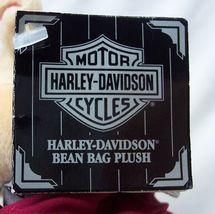 MOTOR
HARLEY-DAVIDSON
CYCLES
®
HARLEY-DAVIDSON®
BEAN BAG PLUSH